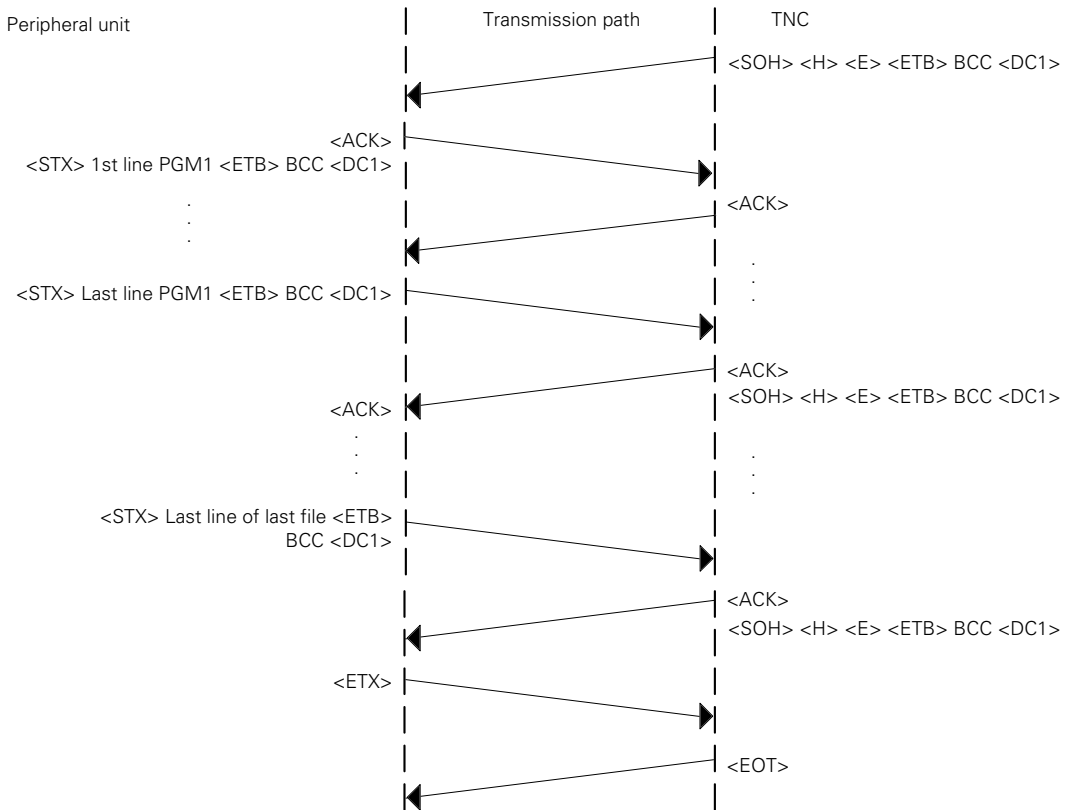 Peripheral unit
Transmission path
TNC
<SOH> <H> <E> <ETB> BCC <DC1>
<ACK>
<STX> 1st line PGM1 <ETB> BCC <DC1>
.
.
.
<ACK>
.
.
.
<STX> Last line PGM1 <ETB> BCC <DC1>
<ACK>
<SOH> <H> <E> <ETB> BCC <DC1>
<ACK>
.
.
.
.
.
.
<STX> Last line of last file <ETB>
BCC <DC1>
<ACK>
<SOH> <H> <E> <ETB> BCC <DC1>
<ETX>
<EOT>